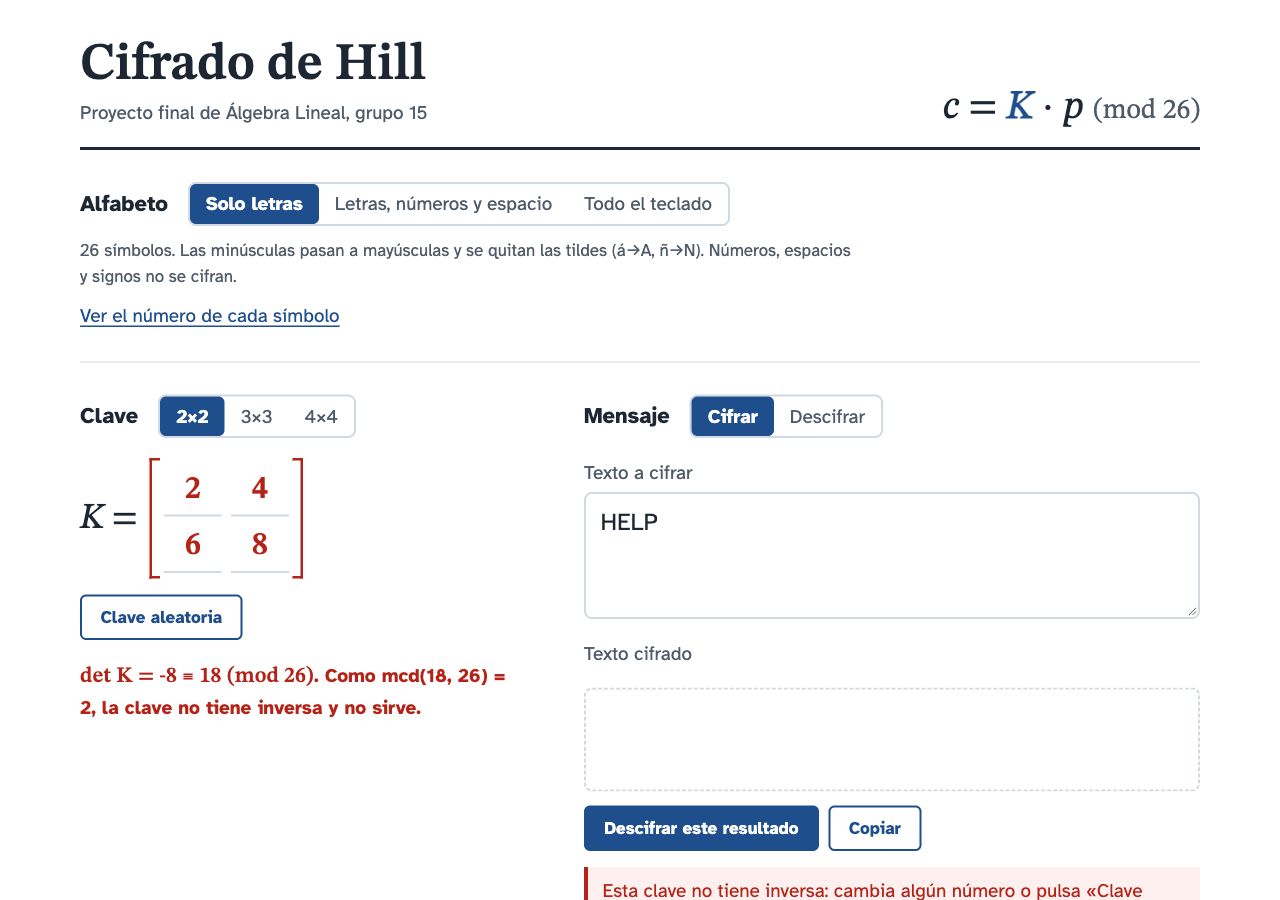 Cifrado de Hill
Proyecto final de Álgebra Lineal, grupo 15
c = K · p (mod 26)
Alfabeto
Solo letras
Letras, números y espacio
Todo el teclado
26 símbolos. Las minúsculas pasan a mayúsculas y se quitan las tildes (á→A, ñ→N). Números, espacios
y signos no se cifran.
Ver el número de cada símbolo
Clave
2×2
3×3
4×4
K =
2 4
6 8
Clave aleatoria
det K = -8 ≡ 18 (mod 26). Como mcd(18, 26) =
2, la clave no tiene inversa y no sirve.
Mensaje
Cifrar
Descifrar
Texto a cifrar
HELP
Texto cifrado
Descifrar este resultado
Copiar
Esta clave no tiene inversa: cambia algún número o pulsa «Clave